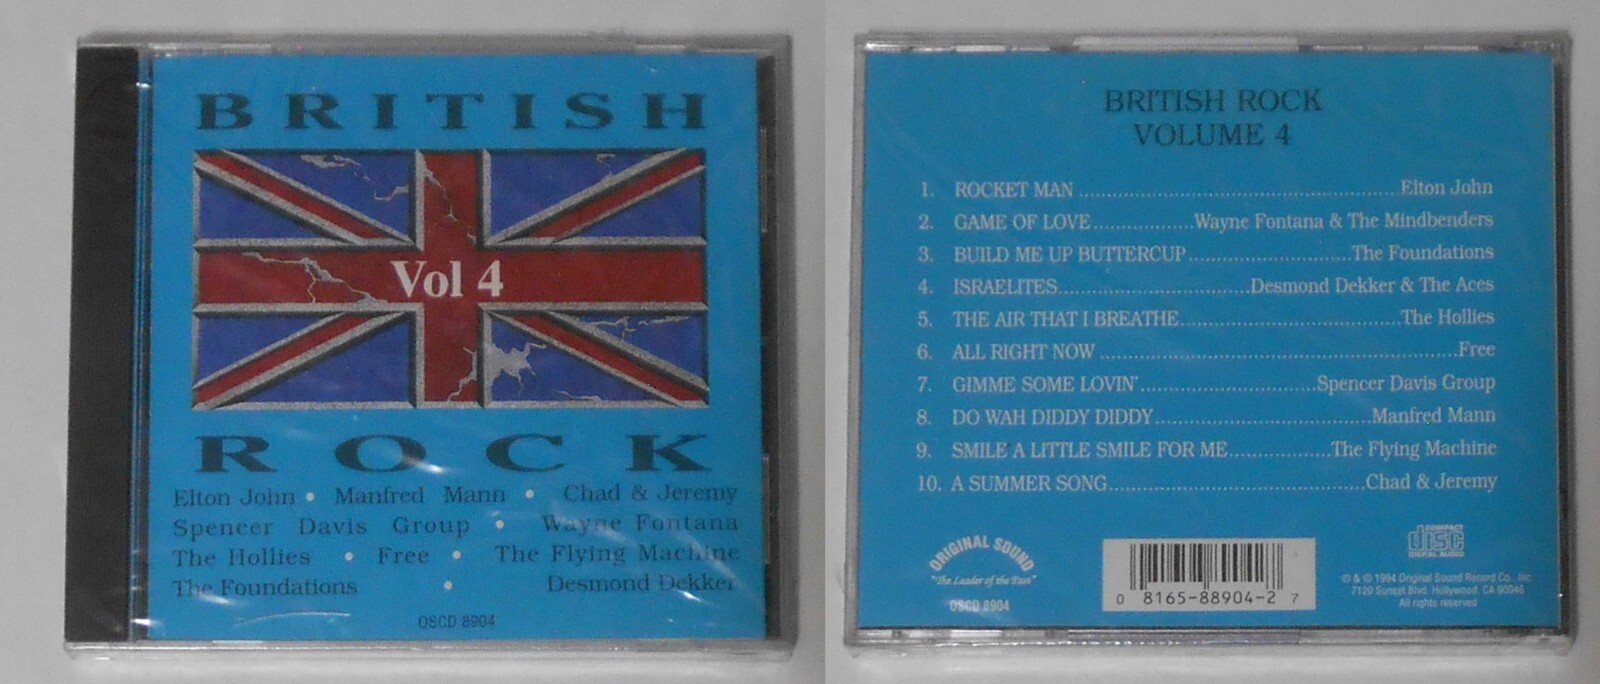 BRITISH
Vol 4
ROCK
Elton John • Manfred Mann • Chad & Jeremy
Spencer Davis Group • Wayne Fontana
The Hollies • Free • The Flying Machine
The Foundations • Desmond Dekker
OSCD 8904
BRITISH ROCK
VOLUME 4
1. ROCKET MAN ........ Elton John
2. GAME OF LOVE ........ Wayne Fontana & The Mindbenders
3. BUILD ME UP BUTTERCUP ........ The Foundations
4. ISRAELITES ........ Desmond Dekker & The Aces
5. THE AIR THAT I BREATHE ........ The Hollies
6. ALL RIGHT NOW ........ Free
7. GIMME SOME LOVIN' ........ Spencer Davis Group
8. DO WAH DIDDY DIDDY ........ Manfred Mann
9. SMILE A LITTLE SMILE FOR ME ........ The Flying Machine
10. A SUMMER SONG ........ Chad & Jeremy
ORIGINAL SOUND
"The Leader of the Past"
OSCD 8904
0 8165-88904-2 7
COMPACT
disc
DIGITAL AUDIO
℗ & © 1994 Original Sound Record Co., Inc.
7120 Sunset Blvd. Hollywood, CA 90046
All rights reserved